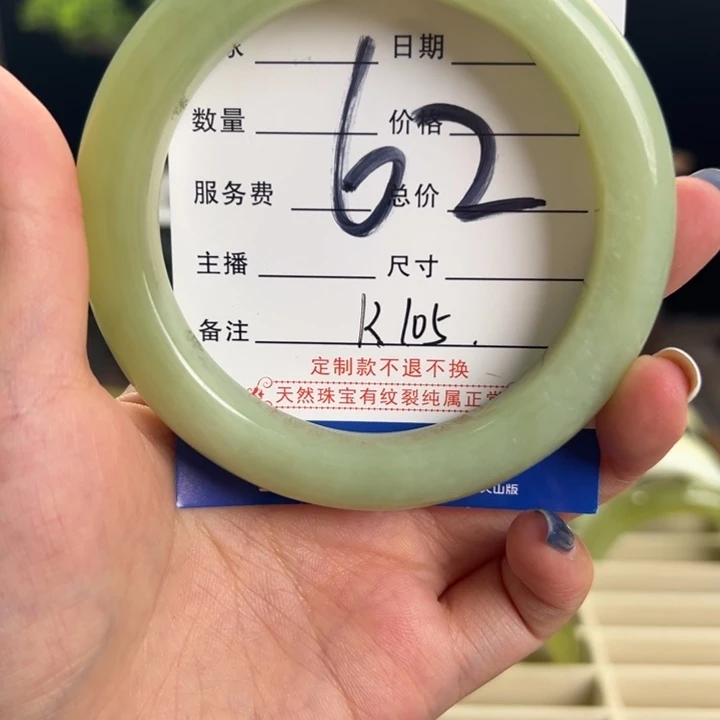 日期
62
数量 价格
服务费 总价
主播 尺寸
备注 K105.
定制款不退不换
天然珠宝有纹裂纯属正常